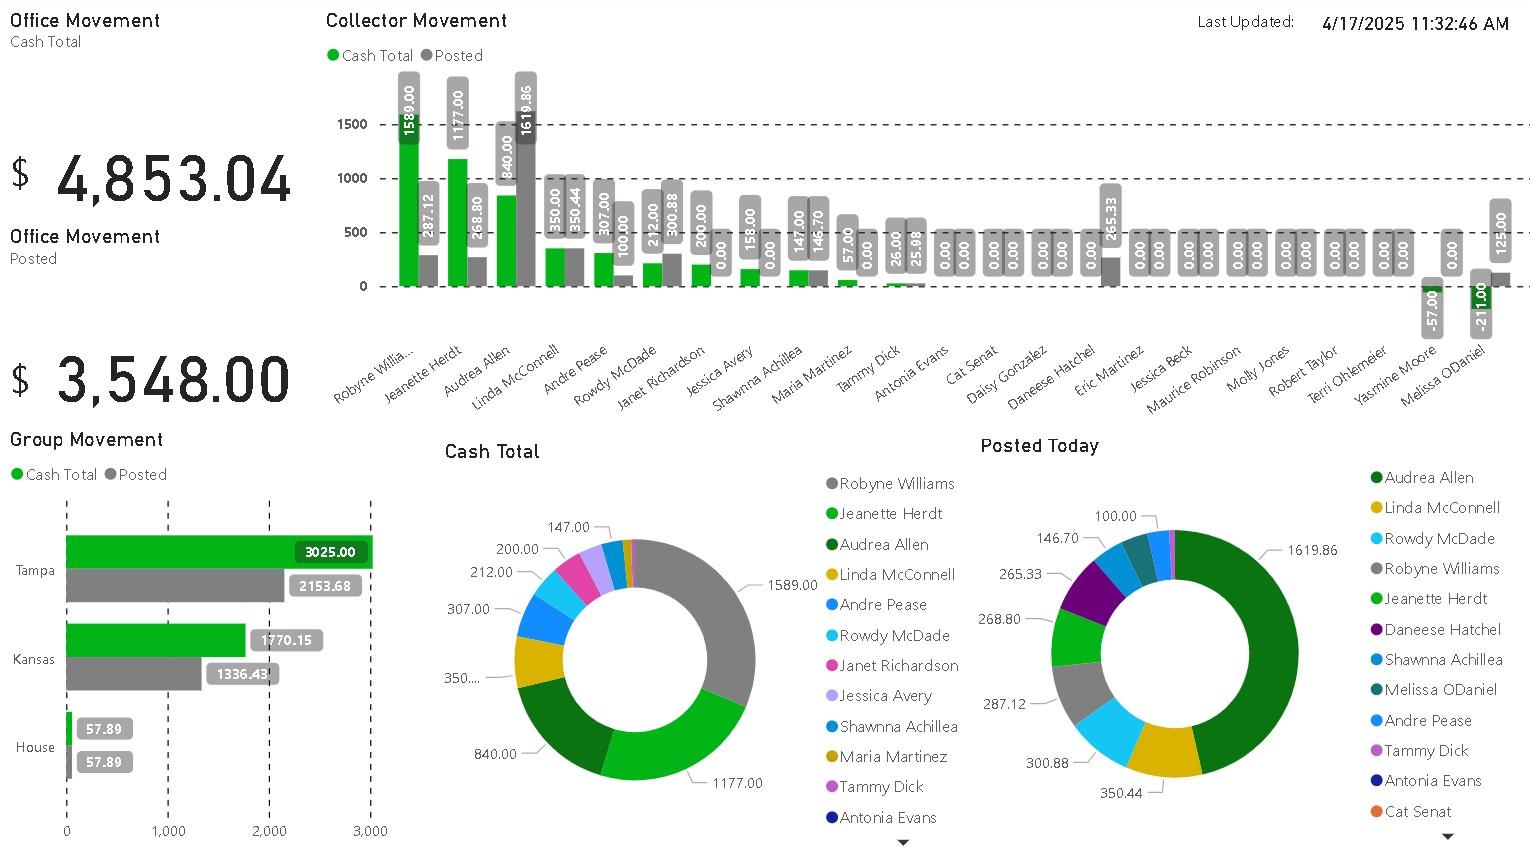 Office Movement
Cash Total
$ 4,853.04
Office Movement
Posted
$ 3,548.00
Collector Movement
Cash Total Posted
Last Updated: 4/17/2025 11:32:46 AM
1500
1000
500
0
1589.00
287.12
1177.00
268.80
840.00
1619.86
350.00
350.44
307.00
100.00
212.00
300.88
200.00
0.00
158.00
0.00
147.00
146.70
57.00
0.00
26.00
25.98
0.00
0.00
0.00
0.00
0.00
0.00
0.00
265.33
0.00
0.00
0.00
0.00
0.00
0.00
0.00
0.00
0.00
0.00
0.00
0.00
-57.00
0.00
-211.00
125.00
Robyne Willia...
Jeanette Herdt
Audrea Allen
Linda McConnell
Andre Pease
Rowdy McDade
Janet Richardson
Jessica Avery
Shawnna Achillea
Maria Martinez
Tammy Dick
Antonia Evans
Cat Senat
Daisy Gonzalez
Daneese Hatchel
Eric Martinez
Jessica Beck
Maurice Robinson
Molly Jones
Robert Taylor
Terri Ohlemeier
Yasmine Moore
Melissa ODaniel
Group Movement
Cash Total Posted
Tampa
3025.00
2153.68
Kansas
1770.15
1336.43
House
57.89
57.89
0 1,000 2,000 3,000
Cash Total
147.00
200.00
212.00
307.00
350....
840.00
1177.00
1589.00
Robyne Williams
Jeanette Herdt
Audrea Allen
Linda McConnell
Andre Pease
Rowdy McDade
Janet Richardson
Jessica Avery
Shawnna Achillea
Maria Martinez
Tammy Dick
Antonia Evans
Posted Today
100.00
146.70
265.33
268.80
287.12
300.88
350.44
1619.86
Audrea Allen
Linda McConnell
Rowdy McDade
Robyne Williams
Jeanette Herdt
Daneese Hatchel
Shawnna Achillea
Melissa ODaniel
Andre Pease
Tammy Dick
Antonia Evans
Cat Senat